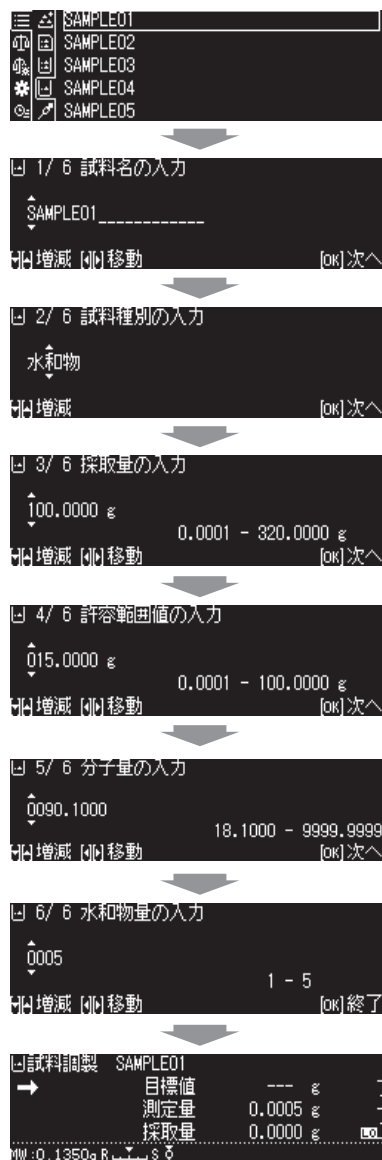 SAMPLE01
SAMPLE02
SAMPLE03
SAMPLE04
SAMPLE05
1/ 6 試料名の入力
SAMPLE01____________
増減 移動 [OK]次へ
2/ 6 試料種別の入力
水和物
増減 [OK]次へ
3/ 6 採取量の入力
100.0000 g
0.0001 - 320.0000 g
増減 移動 [OK]次へ
4/ 6 許容範囲値の入力
015.0000 g
0.0001 - 100.0000 g
増減 移動 [OK]次へ
5/ 6 分子量の入力
0090.1000
18.1000 - 9999.9999
増減 移動 [OK]次へ
6/ 6 水和物量の入力
0005
1 - 5
増減 移動 [OK]終了
試料調製 SAMPLE01
目標値 --- g
測定量 0.0005 g
採取量 0.0000 g LO
MW:0.1350g R S